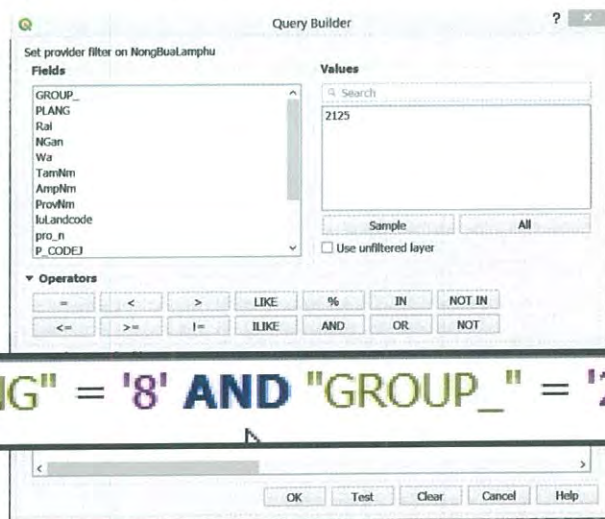 Query Builder ?
Set provider filter on NongBuaLamphu
Fields
GROUP_
PLANG
Rai
NGan
Wa
TamNm
AmpNm
ProvNm
luLandcode
pro_n
P_CODEJ
Values
Search
2125
Sample All
Use unfiltered layer
Operators
= < > LIKE % IN NOT IN
<= >= != ILIKE AND OR NOT
G" = '8' AND "GROUP_" = '2
OK Test Clear Cancel Help